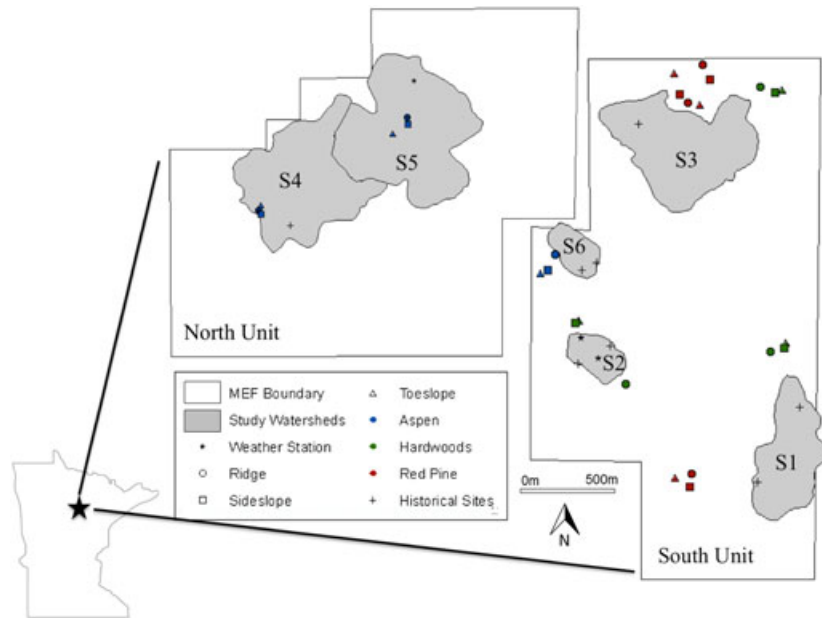 S4
S5
S3
S6
S2
S1
North Unit
South Unit
MEF Boundary
Study Watersheds
Weather Station
Ridge
Sideslope
Toeslope
Aspen
Hardwoods
Red Pine
Historical Sites
0m 500m
N